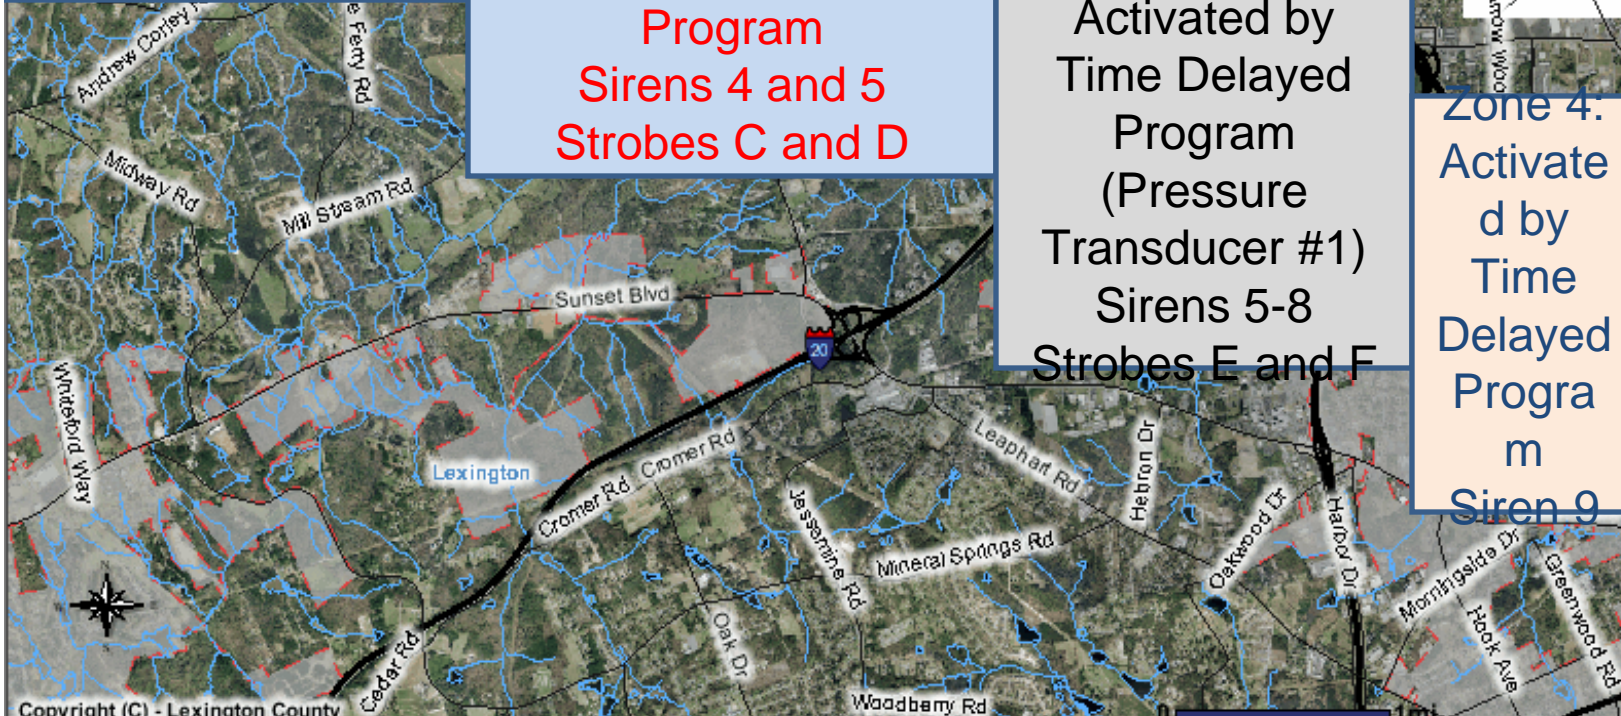 Program
Sirens 4 and 5
Strobes C and D
Activated by
Time Delayed
Program
(Pressure
Transducer #1)
Sirens 5-8
Strobes E and F
Zone 4:
Activate
d by
Time
Delayed
Progra
m
Siren 9
Andrew Corley
Ferry Rd
Midway Rd
Mill Stream Rd
Sunset Blvd
20
Whiteford Way
Lexington
Cromer Rd
Cromer Rd
Leaphart Rd
Hebron Dr
Jessamine Rd
Mineral Springs Rd
Oakwood Dr
Harbor Dr
Morningside Dr
Greenwood Rd
Hook Ave
Oak Dr
Cedar Rd
Woodberry Rd
Copyright (C) - Lexington County
0 1mi